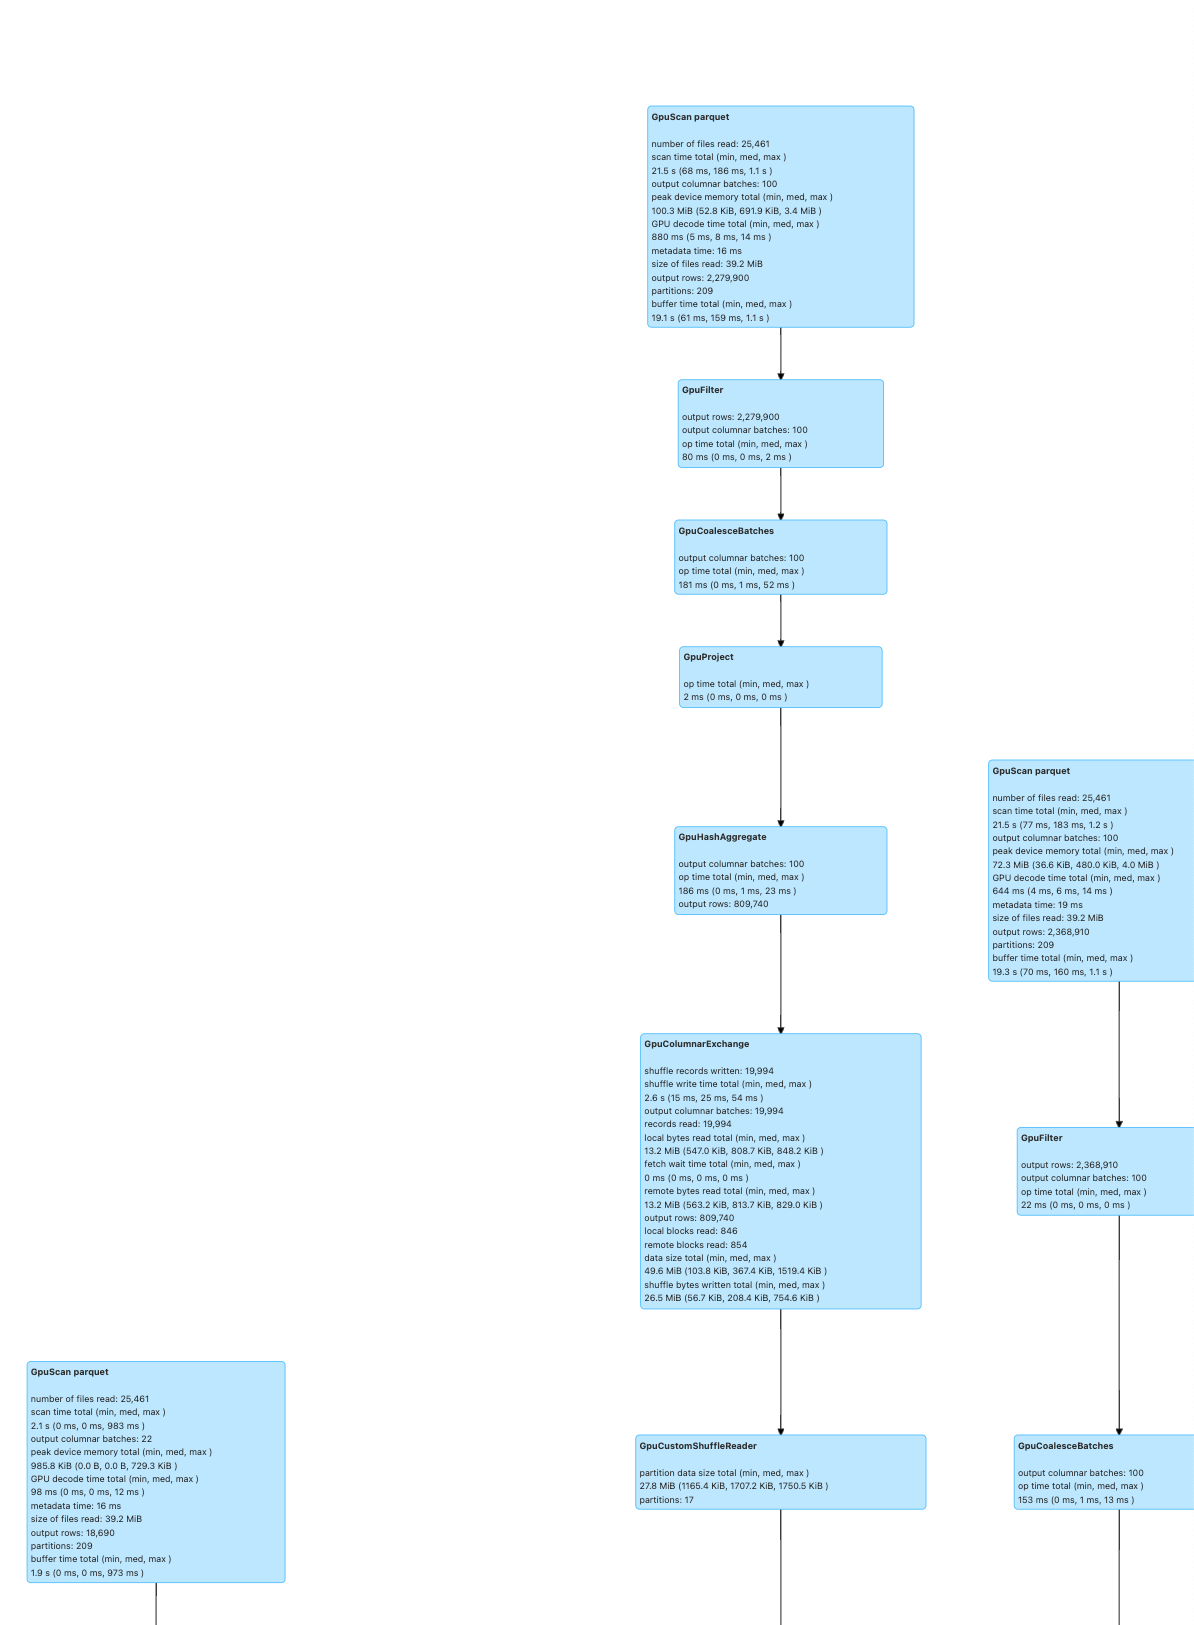 GpuScan parquet
number of files read: 25,461
scan time total (min, med, max )
21.5 s (68 ms, 186 ms, 1.1 s )
output columnar batches: 100
peak device memory total (min, med, max )
100.3 MiB (52.8 KiB, 691.9 KiB, 3.4 MiB )
GPU decode time total (min, med, max )
880 ms (5 ms, 8 ms, 14 ms )
metadata time: 16 ms
size of files read: 39.2 MiB
output rows: 2,279,900
partitions: 209
buffer time total (min, med, max )
19.1 s (61 ms, 159 ms, 1.1 s )
GpuFilter
output rows: 2,279,900
output columnar batches: 100
op time total (min, med, max )
80 ms (0 ms, 0 ms, 2 ms )
GpuCoalesceBatches
output columnar batches: 100
op time total (min, med, max )
181 ms (0 ms, 1 ms, 52 ms )
GpuProject
op time total (min, med, max )
2 ms (0 ms, 0 ms, 0 ms )
GpuHashAggregate
output columnar batches: 100
op time total (min, med, max )
186 ms (0 ms, 1 ms, 23 ms )
output rows: 809,740
GpuColumnarExchange
shuffle records written: 19,994
shuffle write time total (min, med, max )
2.6 s (15 ms, 25 ms, 54 ms )
output columnar batches: 19,994
records read: 19,994
local bytes read total (min, med, max )
13.2 MiB (547.0 KiB, 808.7 KiB, 848.2 KiB )
fetch wait time total (min, med, max )
0 ms (0 ms, 0 ms, 0 ms )
remote bytes read total (min, med, max )
13.2 MiB (563.2 KiB, 813.7 KiB, 829.0 KiB )
output rows: 809,740
local blocks read: 846
remote blocks read: 854
data size total (min, med, max )
49.6 MiB (103.8 KiB, 367.4 KiB, 1519.4 KiB )
shuffle bytes written total (min, med, max )
26.5 MiB (56.7 KiB, 208.4 KiB, 754.6 KiB )
GpuCustomShuffleReader
partition data size total (min, med, max )
27.8 MiB (1165.4 KiB, 1707.2 KiB, 1750.5 KiB )
partitions: 17
GpuScan parquet
number of files read: 25,461
scan time total (min, med, max )
21.5 s (77 ms, 183 ms, 1.2 s )
output columnar batches: 100
peak device memory total (min, med, max )
72.3 MiB (36.6 KiB, 480.0 KiB, 4.0 MiB )
GPU decode time total (min, med, max )
644 ms (4 ms, 6 ms, 14 ms )
metadata time: 19 ms
size of files read: 39.2 MiB
output rows: 2,368,910
partitions: 209
buffer time total (min, med, max )
19.3 s (70 ms, 160 ms, 1.1 s )
GpuFilter
output rows: 2,368,910
output columnar batches: 100
op time total (min, med, max )
22 ms (0 ms, 0 ms, 0 ms )
GpuCoalesceBatches
output columnar batches: 100
op time total (min, med, max )
153 ms (0 ms, 1 ms, 13 ms )
GpuScan parquet
number of files read: 25,461
scan time total (min, med, max )
2.1 s (0 ms, 0 ms, 983 ms )
output columnar batches: 22
peak device memory total (min, med, max )
985.8 KiB (0.0 B, 0.0 B, 729.3 KiB )
GPU decode time total (min, med, max )
98 ms (0 ms, 0 ms, 12 ms )
metadata time: 16 ms
size of files read: 39.2 MiB
output rows: 18,690
partitions: 209
buffer time total (min, med, max )
1.9 s (0 ms, 0 ms, 973 ms )